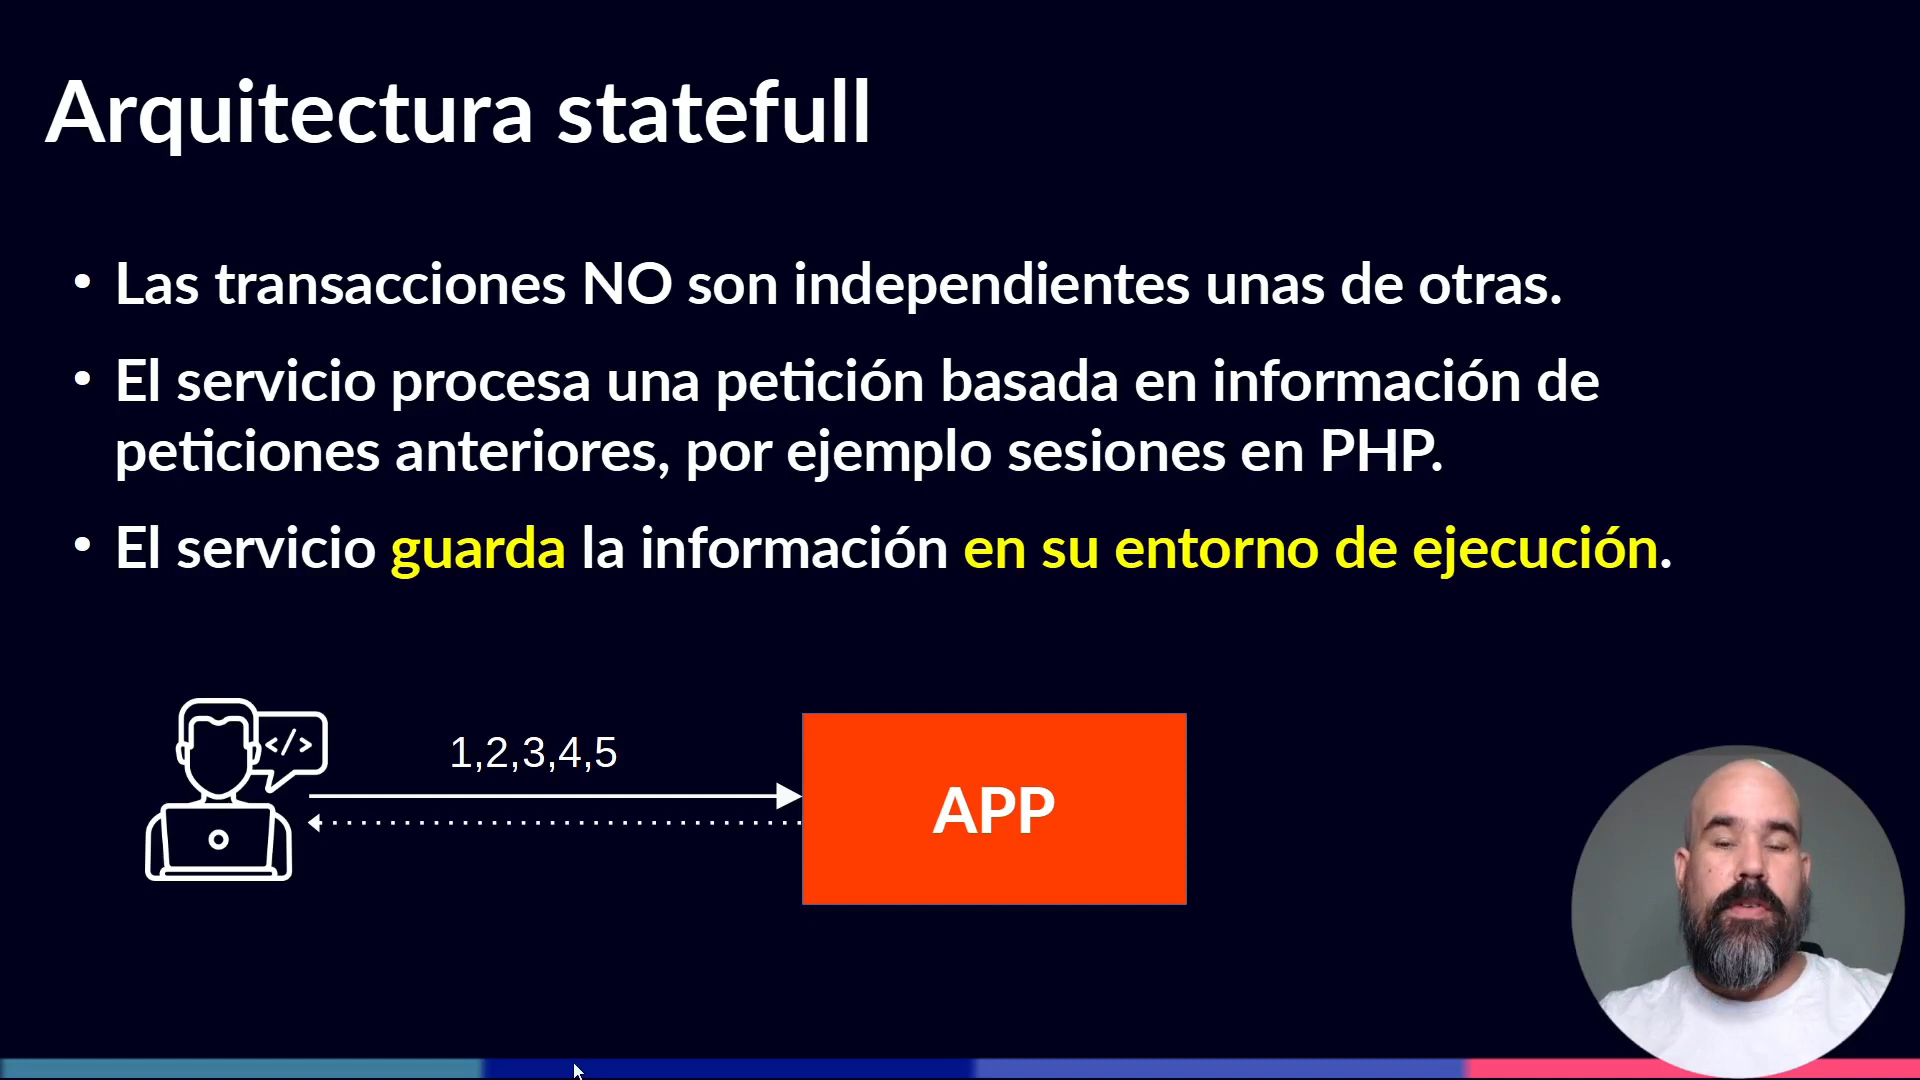 Arquitectura statefull
• Las transacciones NO son independientes unas de otras.
• El servicio procesa una petición basada en información de
peticiones anteriores, por ejemplo sesiones en PHP.
• El servicio guarda la información en su entorno de ejecución.
</>
1,2,3,4,5
APP